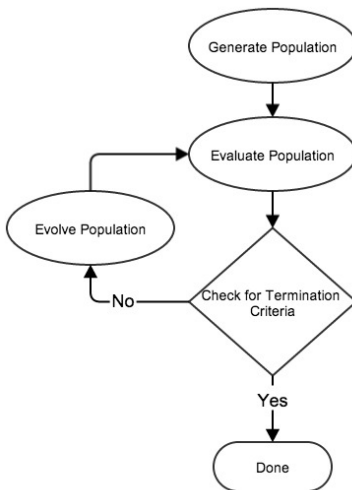 Generate Population
Evaluate Population
Evolve Population
Check for Termination
Criteria
No
Yes
Done